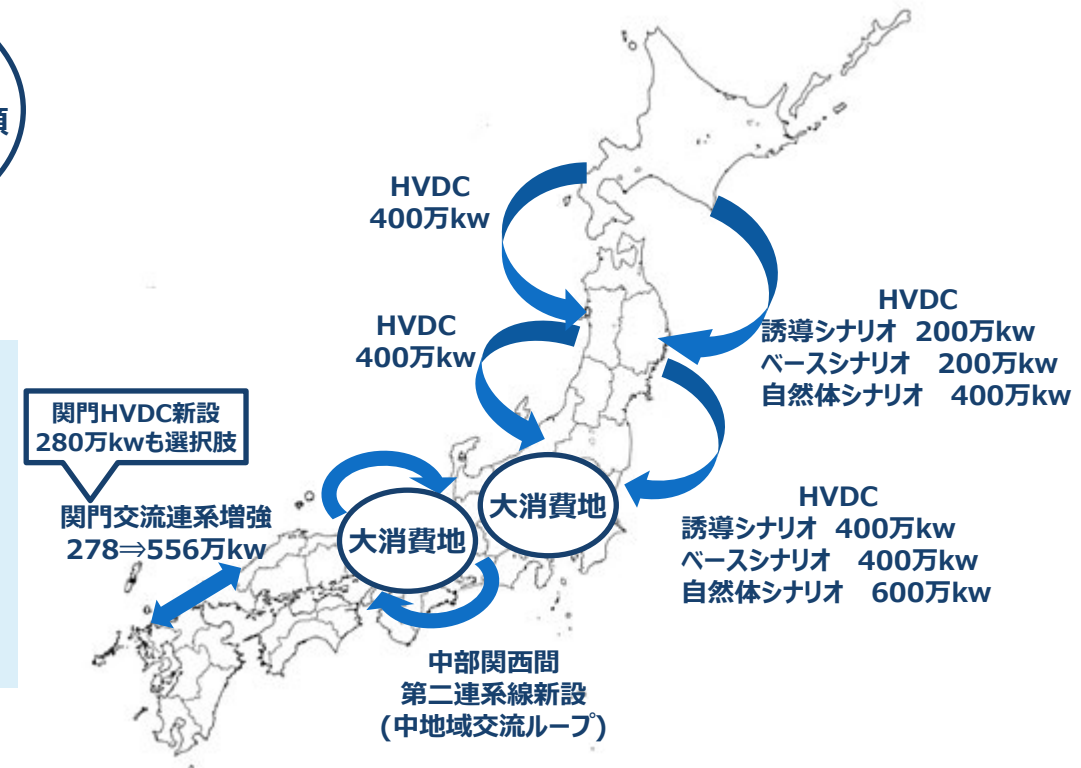 額
HVDC
400万kw
HVDC
400万kw
HVDC
誘導シナリオ 200万kw
ベースシナリオ 200万kw
自然体シナリオ 400万kw
関門HVDC新設
280万kwも選択肢
関門交流連系増強
278⇒556万kw
大消費地
大消費地
HVDC
誘導シナリオ 400万kw
ベースシナリオ 400万kw
自然体シナリオ 600万kw
中部関西間
第二連系線新設
(中地域交流ループ)